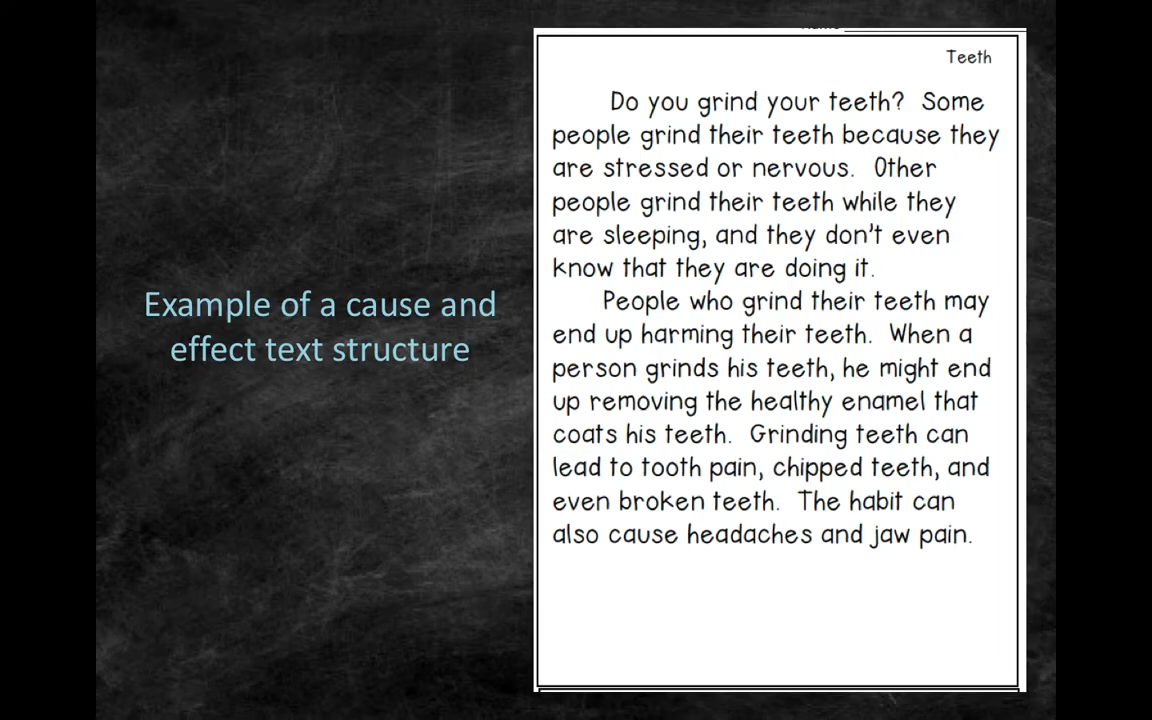 Example of a cause and
effect text structure
Teeth
Do you grind your teeth? Some
people grind their teeth because they
are stressed or nervous. Other
people grind their teeth while they
are sleeping, and they don't even
know that they are doing it.
People who grind their teeth may
end up harming their teeth. When a
person grinds his teeth, he might end
up removing the healthy enamel that
coats his teeth. Grinding teeth can
lead to tooth pain, chipped teeth, and
even broken teeth. The habit can
also cause headaches and jaw pain.